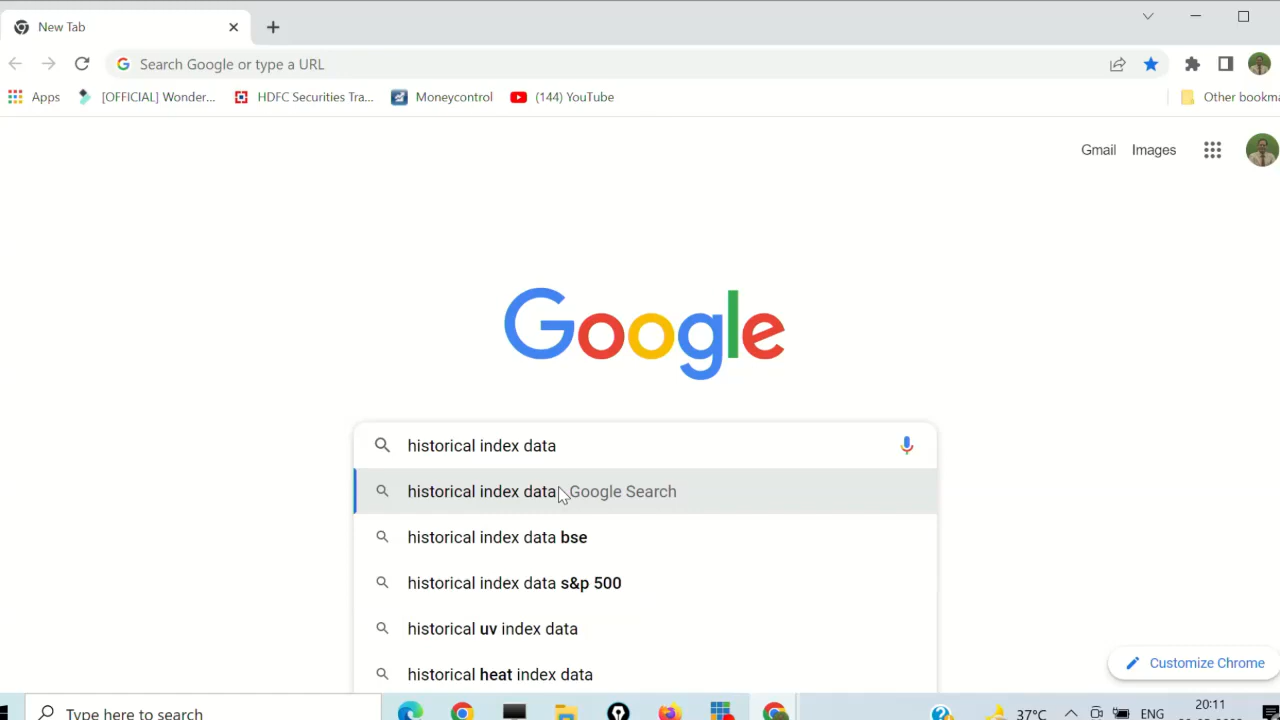 New Tab
Search Google or type a URL
Apps
[OFFICIAL] Wonder...
HDFC Securities Tra...
Moneycontrol
(144) YouTube
Other bookma
Gmail
Images
Google
historical index data
historical index data - Google Search
historical index data bse
historical index data s&p 500
historical uv index data
historical heat index data
Customize Chrome
Type here to search
37°C
ENG
20:11